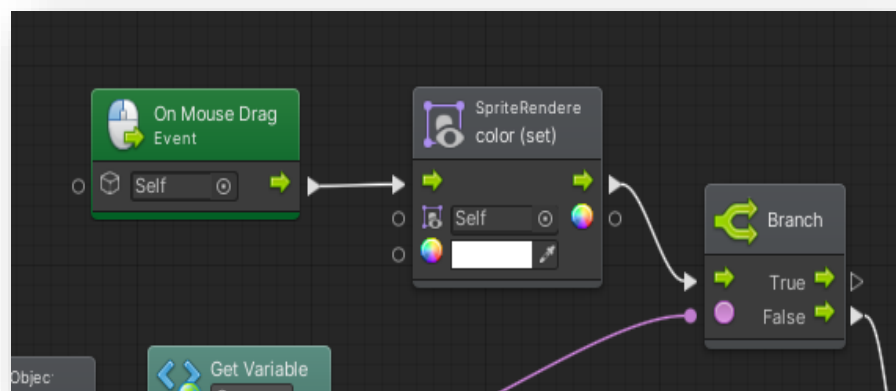 On Mouse Drag
Event
Self
SpriteRendere
color (set)
Self
Branch
True
False
Objec
Get Variable